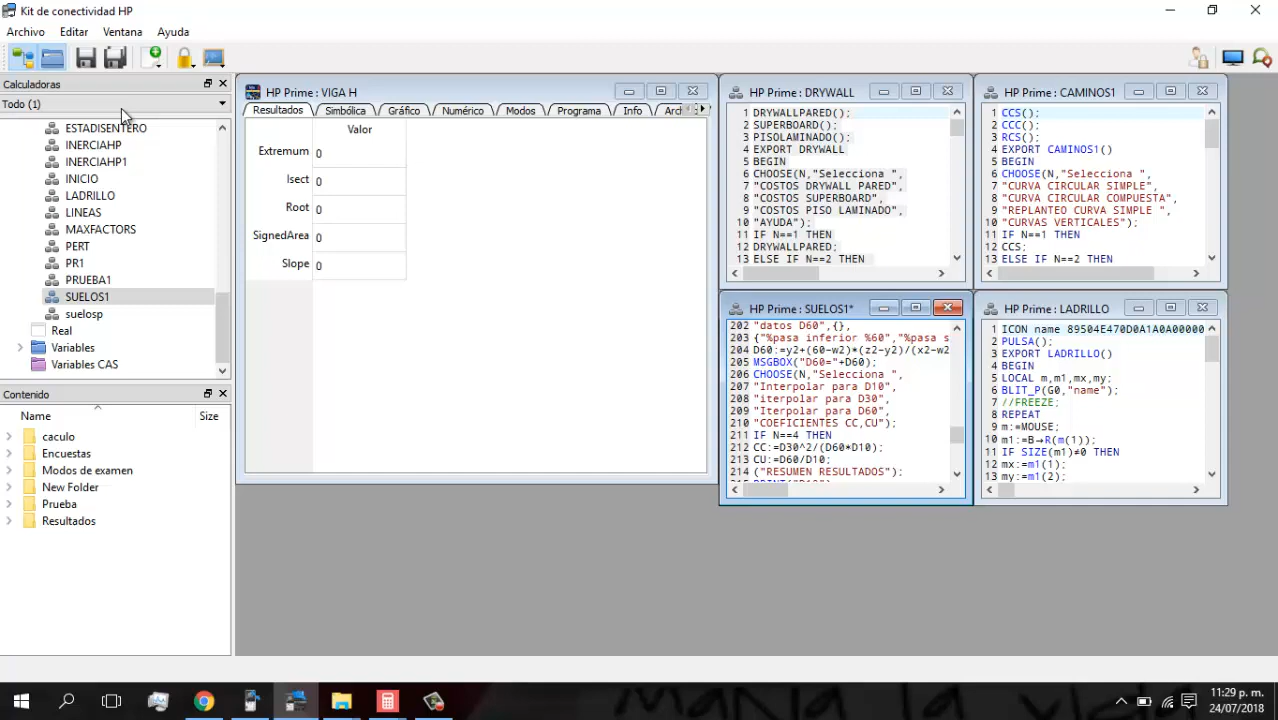 Kit de conectividad HP
Archivo Editar Ventana Ayuda
Calculadoras
Todo (1)
ESTADISENTERO
INERCIAHP
INERCIAHP1
INICIO
LADRILLO
LINEAS
MAXFACTORS
PERT
PR1
PRUEBA1
SUELOS1
suelosp
Real
Variables
Variables CAS
Contenido
Name Size
caculo
Encuestas
Modos de examen
New Folder
Prueba
Resultados
HP Prime : VIGA H
Resultados Simbólica Gráfico Numérico Modos Programa Info
Valor
Extremum 0
Isect 0
Root 0
SignedArea 0
Slope 0
HP Prime : DRYWALL
1 DRYWALLPARED();
2 SUPERBOARD();
3 PISOLAMINADO();
4 EXPORT DRYWALL
5 BEGIN
6 CHOOSE(N,"Selecciona ",
7 "COSTOS DRYWALL PARED",
8 "COSTOS SUPERBOARD",
9 "COSTOS PISO LAMINADO",
10 "AYUDA");
11 IF N==1 THEN
12 DRYWALLPARED;
13 ELSE IF N==2 THEN
HP Prime : CAMINOS1
1 CCS();
2 CCC();
3 RCS();
4 EXPORT CAMINOS1()
5 BEGIN
6 CHOOSE(N,"Selecciona ",
7 "CURVA CIRCULAR SIMPLE",
8 "CURVA CIRCULAR COMPUESTA",
9 "REPLANTEO CURVA SIMPLE ",
10 "CURVAS VERTICALES");
11 IF N==1 THEN
12 CCS;
13 ELSE IF N==2 THEN
HP Prime : SUELOS1*
202 "datos D60",{},
203 {"%pasa inferior %60","%pasa s
204 D60:=y2+(60-w2)*(z2-y2)/(x2-w2
205 MSGBOX("D60="+D60);
206 CHOOSE(N,"Selecciona ",
207 "Interpolar para D10",
208 "iterpolar para D30",
209 "Iterpolar para D60",
210 "COEFICIENTES CC,CU");
211 IF N==4 THEN
212 CC:=D30^2/(D60*D10);
213 CU:=D60/D10;
214 ("RESUMEN RESULTADOS");
HP Prime : LADRILLO
1 ICON name 89504E470D0A1A0A00000
2 PULSA();
3 EXPORT LADRILLO()
4 BEGIN
5 LOCAL m,m1,mx,my;
6 BLIT_P(G0,"name");
7 //FREEZE;
8 REPEAT
9 m:=MOUSE;
10 m1:=B→R(m(1));
11 IF SIZE(m1)≠0 THEN
12 mx:=m1(1);
13 my:=m1(2);
11:29 p. m.
24/07/2018